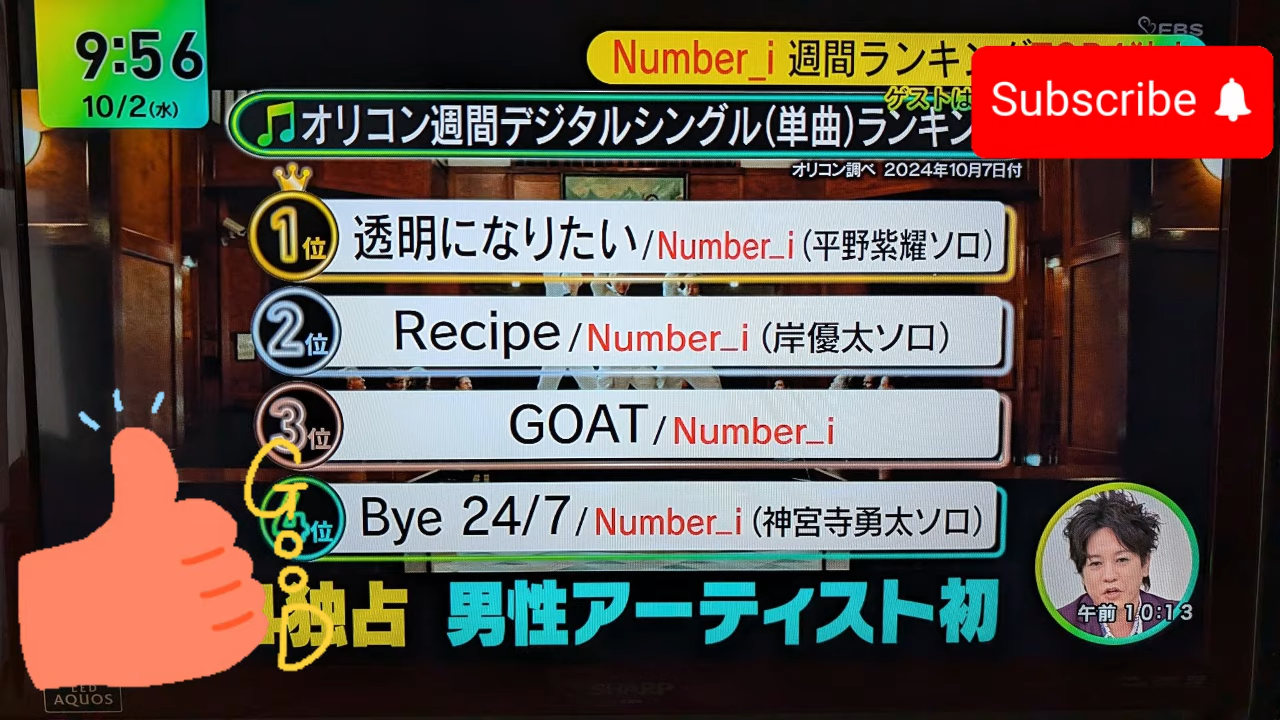 9:56
10/2(水)
Number_i 週間ランキング
ゲストは
Subscribe
オリコン週間デジタルシングル(単曲)ランキン
オリコン調べ 2024年10月7日付
1位 透明になりたい/Number_i(平野紫耀ソロ)
2位 Recipe/Number_i(岸優太ソロ)
3位 GOAT/Number_i
4位 Bye 24/7/Number_i(神宮寺勇太ソロ)
GOOD
独占 男性アーティスト初
午前 10:13
LED
AQUOS
SHARP